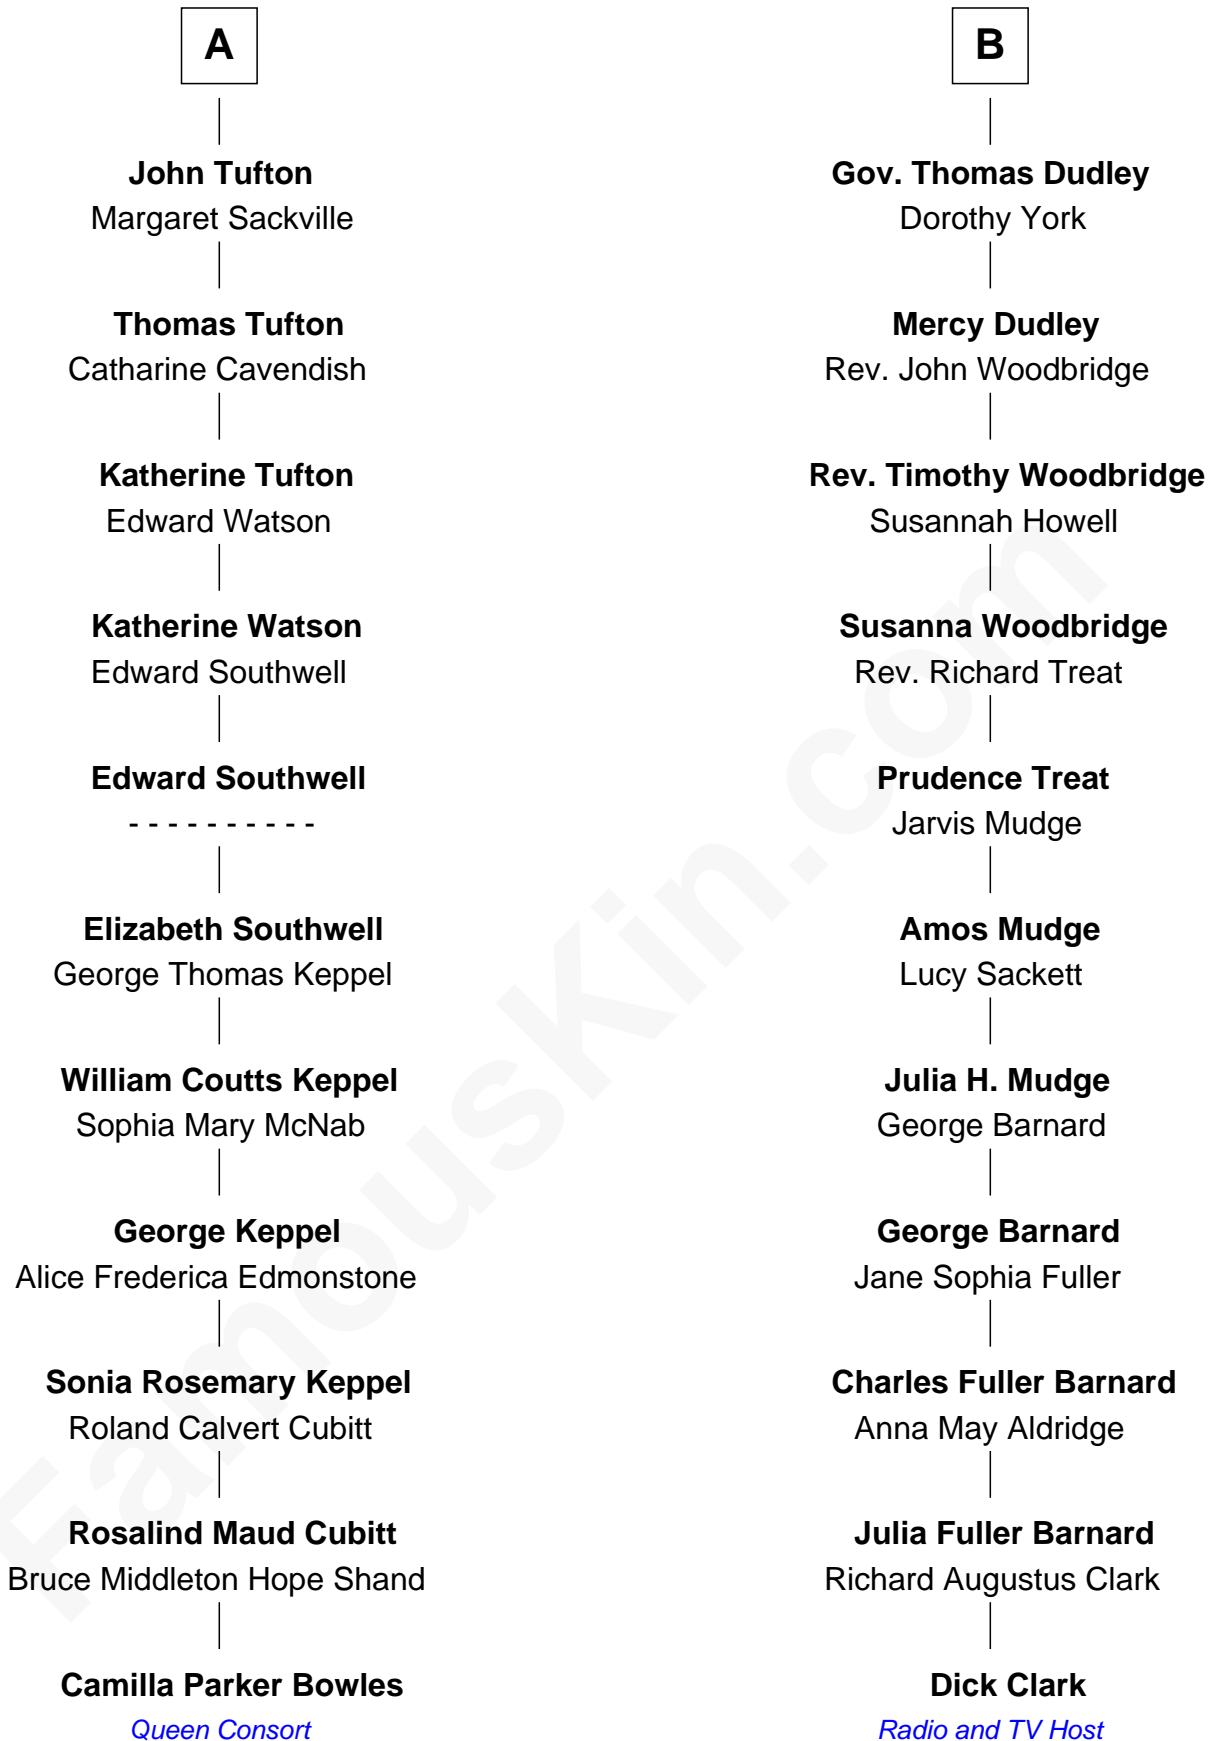 A
John Tufton
Margaret Sackville
Thomas Tufton
Catharine Cavendish
Katherine Tufton
Edward Watson
Katherine Watson
Edward Southwell
Edward Southwell
- - - - - - - - - -
Elizabeth Southwell
George Thomas Keppel
William Coutts Keppel
Sophia Mary McNab
George Keppel
Alice Frederica Edmonstone
Sonia Rosemary Keppel
Roland Calvert Cubitt
Rosalind Maud Cubitt
Bruce Middleton Hope Shand
Camilla Parker Bowles
Queen Consort
B
Gov. Thomas Dudley
Dorothy York
Mercy Dudley
Rev. John Woodbridge
Rev. Timothy Woodbridge
Susannah Howell
Susanna Woodbridge
Rev. Richard Treat
Prudence Treat
Jarvis Mudge
Amos Mudge
Lucy Sackett
Julia H. Mudge
George Barnard
George Barnard
Jane Sophia Fuller
Charles Fuller Barnard
Anna May Aldridge
Julia Fuller Barnard
Richard Augustus Clark
Dick Clark
Radio and TV Host
FamousKin.com